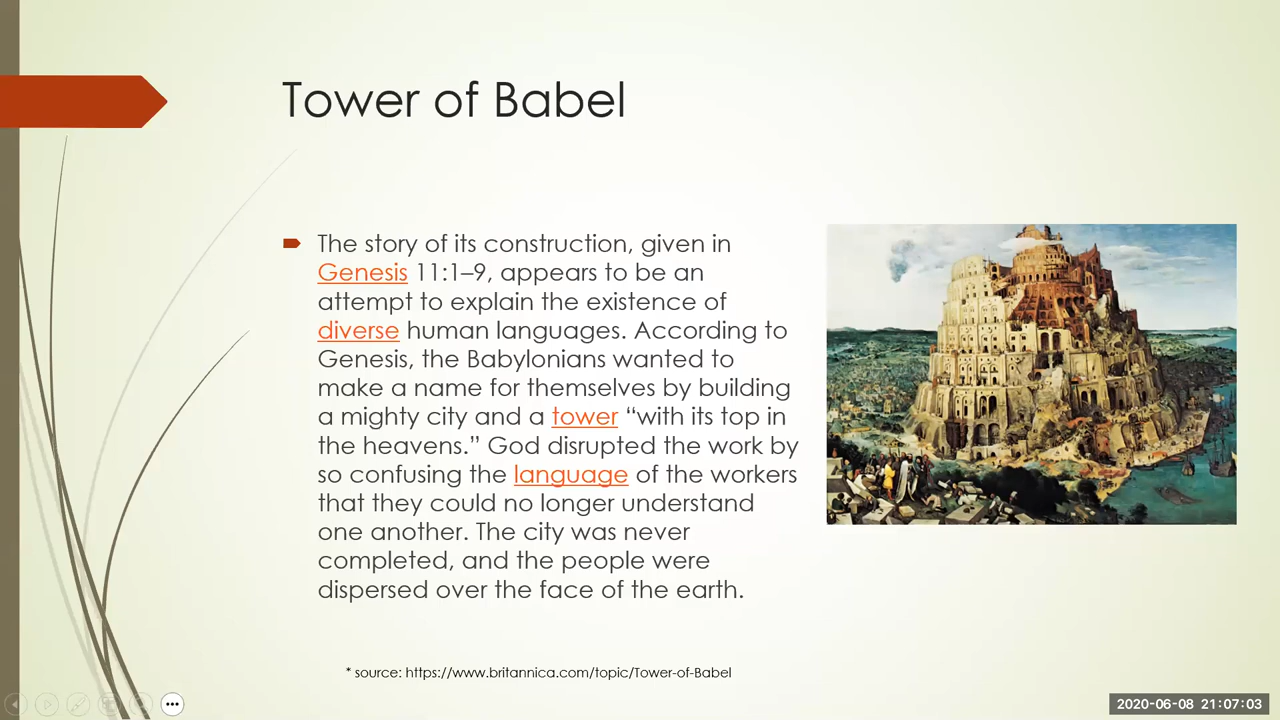 Tower of Babel
The story of its construction, given in
Genesis 11:1–9, appears to be an
attempt to explain the existence of
diverse human languages. According to
Genesis, the Babylonians wanted to
make a name for themselves by building
a mighty city and a tower “with its top in
the heavens.” God disrupted the work by
so confusing the language of the workers
that they could no longer understand
one another. The city was never
completed, and the people were
dispersed over the face of the earth.
* source: https://www.britannica.com/topic/Tower-of-Babel
2020-06-08 21:07:03